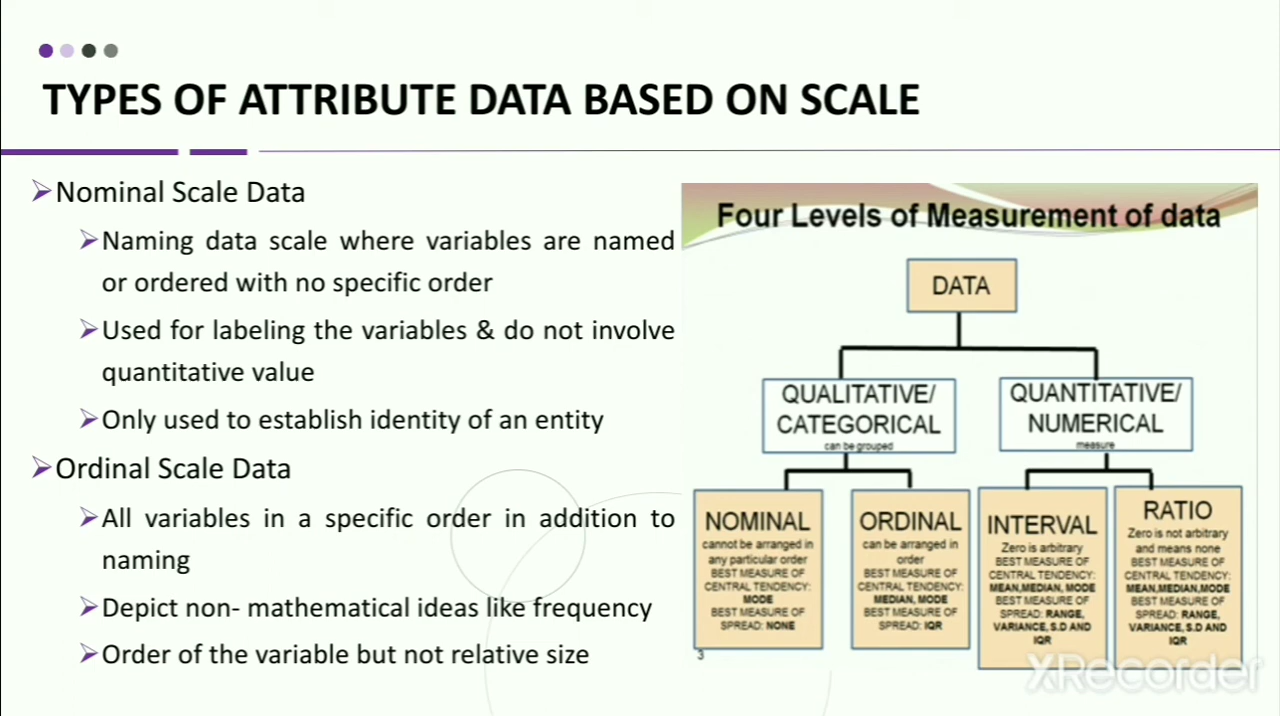 TYPES OF ATTRIBUTE DATA BASED ON SCALE
Nominal Scale Data
Naming data scale where variables are named
or ordered with no specific order
Used for labeling the variables & do not involve
quantitative value
Only used to establish identity of an entity
Ordinal Scale Data
All variables in a specific order in addition to
naming
Depict non- mathematical ideas like frequency
Order of the variable but not relative size
Four Levels of Measurement of data
DATA
QUALITATIVE/
CATEGORICAL
can be grouped
QUANTITATIVE/
NUMERICAL
measure
NOMINAL
cannot be arranged in
any particular order
BEST MEASURE OF
CENTRAL TENDENCY:
MODE
BEST MEASURE OF
SPREAD: NONE
ORDINAL
can be arranged in
order
BEST MEASURE OF
CENTRAL TENDENCY:
MEDIAN, MODE
BEST MEASURE OF
SPREAD: IQR
INTERVAL
Zero is arbitrary
BEST MEASURE OF
CENTRAL TENDENCY:
MEAN,MEDIAN, MODE
BEST MEASURE OF
SPREAD: RANGE,
VARIANCE, S.D AND
IQR
RATIO
Zero is not arbitrary
and means none
BEST MEASURE OF
CENTRAL TENDENCY:
MEAN,MEDIAN,MODE
BEST MEASURE OF
SPREAD: RANGE,
VARIANCE, S.D AND
IQR
3
XRecorder